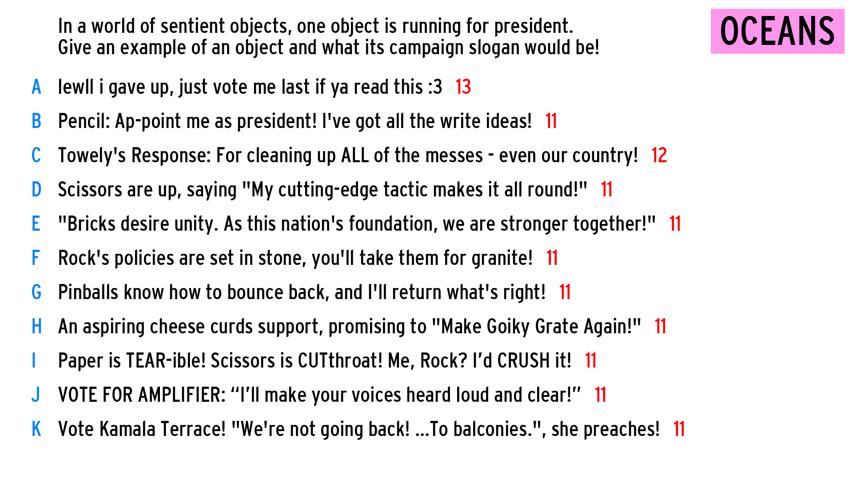 In a world of sentient objects, one object is running for president.
Give an example of an object and what its campaign slogan would be!
OCEANS
A Iewll i gave up, just vote me last if ya read this :3 13
B Pencil: Ap-point me as president! I've got all the write ideas! 11
C Towely's Response: For cleaning up ALL of the messes - even our country! 12
D Scissors are up, saying "My cutting-edge tactic makes it all round!" 11
E "Bricks desire unity. As this nation's foundation, we are stronger together!" 11
F Rock's policies are set in stone, you'll take them for granite! 11
G Pinballs know how to bounce back, and I'll return what's right! 11
H An aspiring cheese curds support, promising to "Make Goiky Grate Again!" 11
I Paper is TEAR-ible! Scissors is CUTthroat! Me, Rock? I’d CRUSH it! 11
J VOTE FOR AMPLIFIER: “I’ll make your voices heard loud and clear!” 11
K Vote Kamala Terrace! "We're not going back! ...To balconies.", she preaches! 11